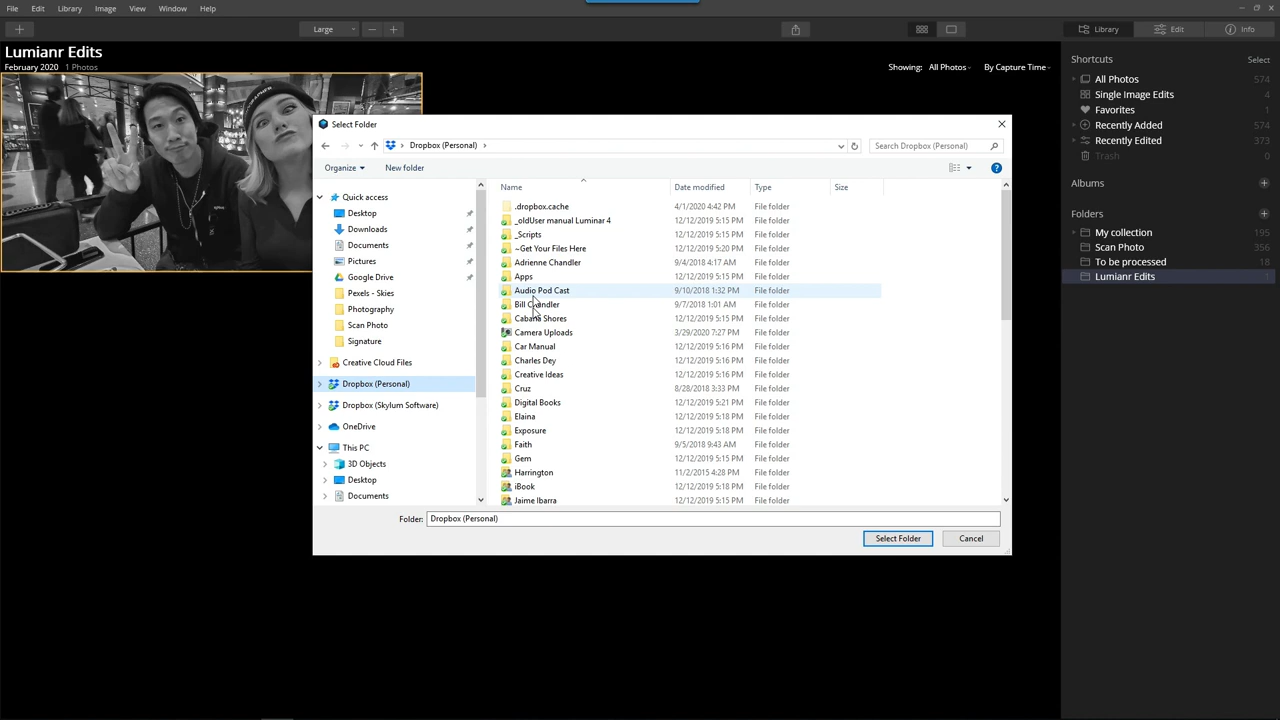 File Edit Library Image View Window Help
Large
Library Edit Info
Lumianr Edits
February 2020 1 Photos
Showing: All Photos By Capture Time
Shortcuts Select
All Photos 574
Single Image Edits 4
Favorites 1
Recently Added 574
Recently Edited 373
Trash
Albums
Folders
My collection 195
Scan Photo 356
To be processed 18
Lumianr Edits 1
Select Folder
Dropbox (Personal)
Search Dropbox (Personal)
Organize New folder
Quick access
Desktop
Downloads
Documents
Pictures
Google Drive
Pexels - Skies
Photography
Scan Photo
Signature
Creative Cloud Files
Dropbox (Personal)
Dropbox (Skylum Software)
OneDrive
This PC
3D Objects
Desktop
Documents
Name Date modified Type Size
.dropbox.cache 4/1/2020 4:42 PM File folder
_oldUser manual Luminar 4 12/12/2019 5:15 PM File folder
_Scripts 12/12/2019 5:15 PM File folder
~Get Your Files Here 12/12/2019 5:20 PM File folder
Adrienne Chandler 9/4/2018 4:17 AM File folder
Apps 12/12/2019 5:15 PM File folder
Audio Pod Cast 9/10/2018 1:32 PM File folder
Bill Chandler 9/7/2018 1:01 AM File folder
Cabana Shores 12/12/2019 5:15 PM File folder
Camera Uploads 3/29/2020 7:27 PM File folder
Car Manual 12/12/2019 5:16 PM File folder
Charles Dey 12/12/2019 5:16 PM File folder
Creative Ideas 12/12/2019 5:16 PM File folder
Cruz 8/28/2018 3:33 PM File folder
Digital Books 12/12/2019 5:21 PM File folder
Elaina 12/12/2019 5:18 PM File folder
Exposure 12/12/2019 5:18 PM File folder
Faith 9/5/2018 9:43 AM File folder
Gem 12/12/2019 5:15 PM File folder
Harrington 11/2/2015 4:28 PM File folder
iBook 12/12/2019 5:18 PM File folder
Jaime Ibarra 12/12/2019 5:15 PM File folder
Folder: Dropbox (Personal)
Select Folder Cancel